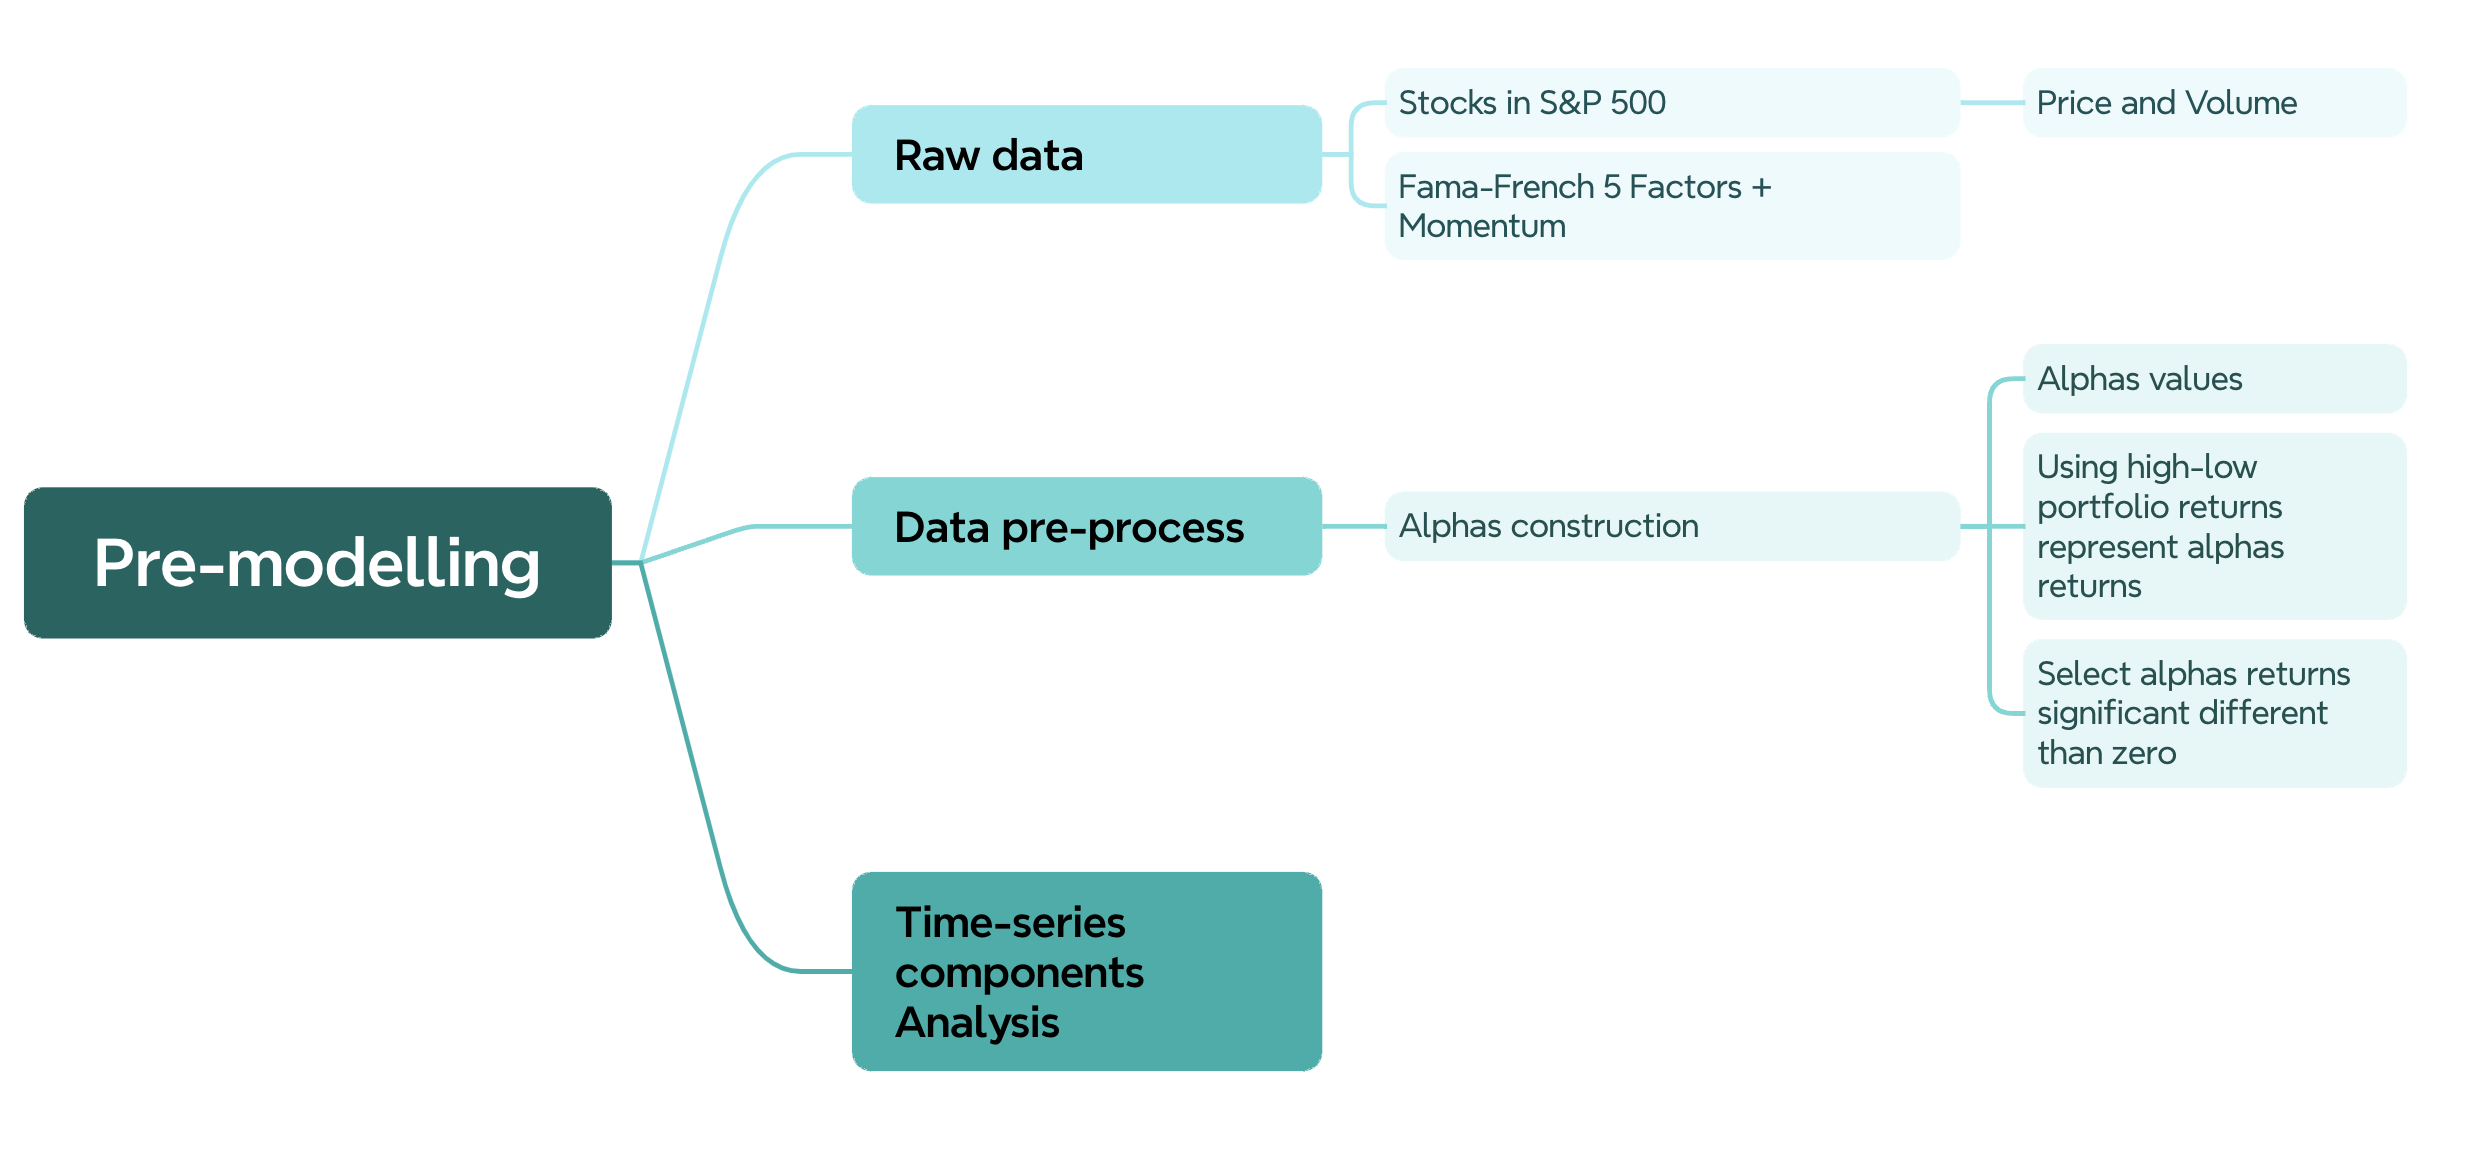 Pre-modelling
Raw data
Stocks in S&P 500
Price and Volume
Fama-French 5 Factors +
Momentum
Data pre-process
Alphas construction
Alphas values
Using high-low
portfolio returns
represent alphas
returns
Select alphas returns
significant different
than zero
Time-series
components
Analysis